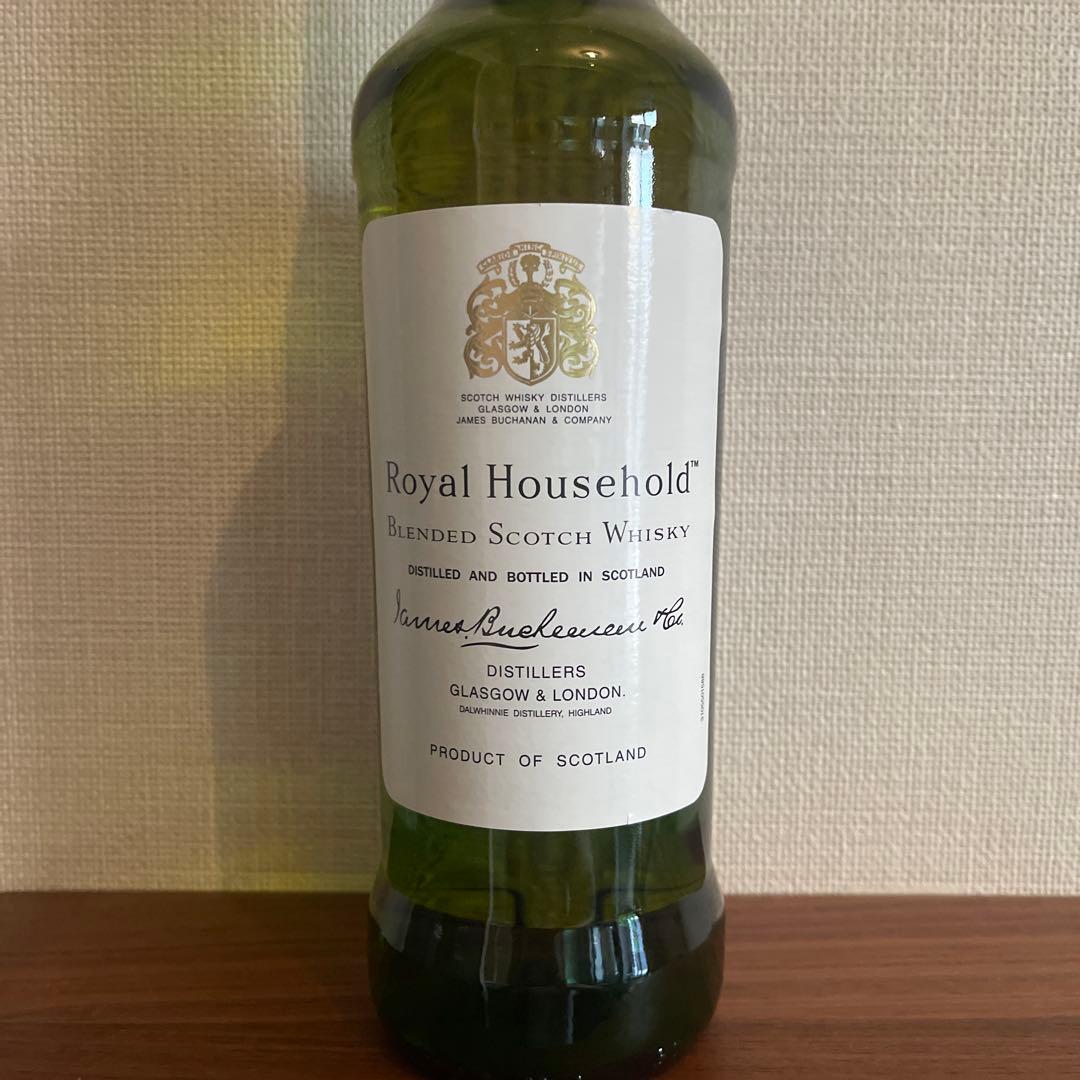 SCOTCH WHISKY DISTILLERS
GLASGOW & LONDON
JAMES BUCHANAN & COMPANY
Royal Household™
BLENDED SCOTCH WHISKY
DISTILLED AND BOTTLED IN SCOTLAND
James Buchanan & Co.
DISTILLERS
GLASGOW & LONDON.
DALWHINNIE DISTILLERY, HIGHLAND
PRODUCT OF SCOTLAND